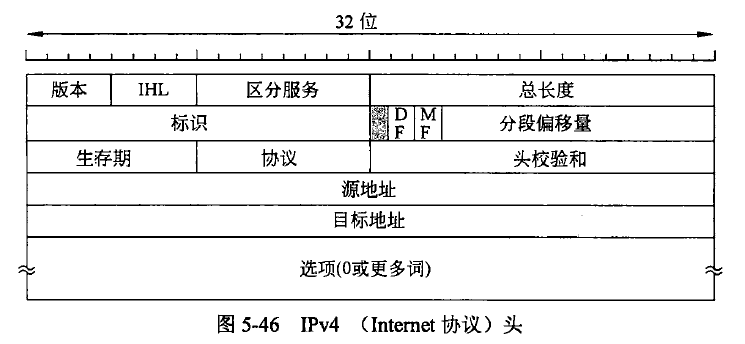 32 位
版本 IHL 区分服务 总长度
标识 DF MF 分段偏移量
生存期 协议 头校验和
源地址
目标地址
选项(0或更多词)
图 5-46 IPv4 （Internet 协议）头